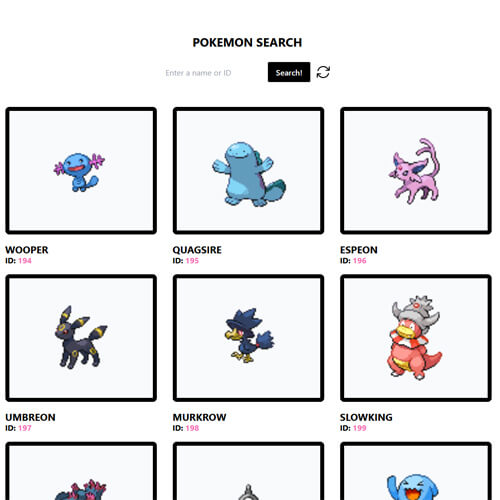 POKEMON SEARCH
Enter a name or ID
Search!
WOOPER
ID: 194
QUAGSIRE
ID: 195
ESPEON
ID: 196
UMBREON
ID: 197
MURKROW
ID: 198
SLOWKING
ID: 199